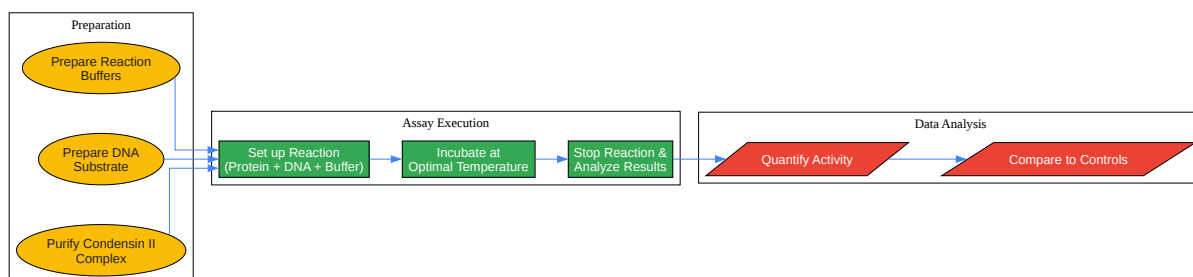 Preparation
Prepare Reaction
Buffers
Prepare DNA
Substrate
Purify Condensin II
Complex
Assay Execution
Set up Reaction
(Protein + DNA + Buffer)
Incubate at
Optimal Temperature
Stop Reaction &
Analyze Results
Data Analysis
Quantify Activity
Compare to Controls